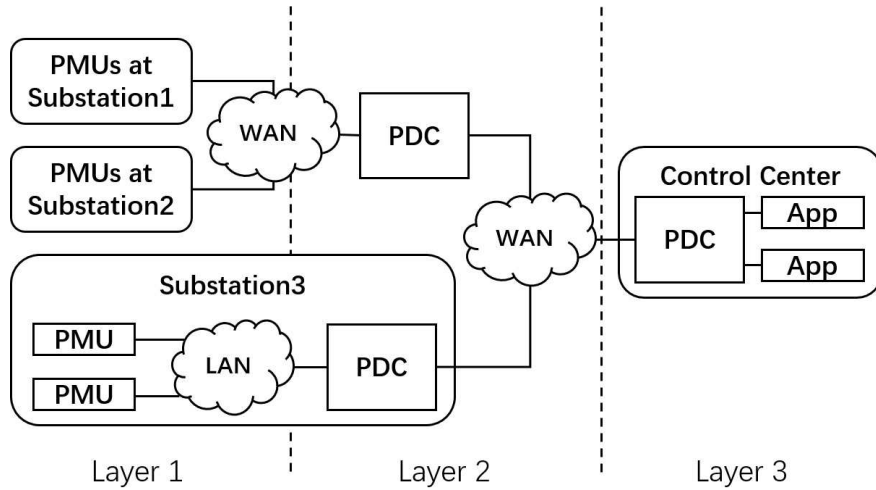 PMUs at
Substation1
WAN
PDC
PMUs at
Substation2
Control Center
PDC
App
App
WAN
Substation3
PMU
LAN
PDC
PMU
Layer 1
Layer 2
Layer 3